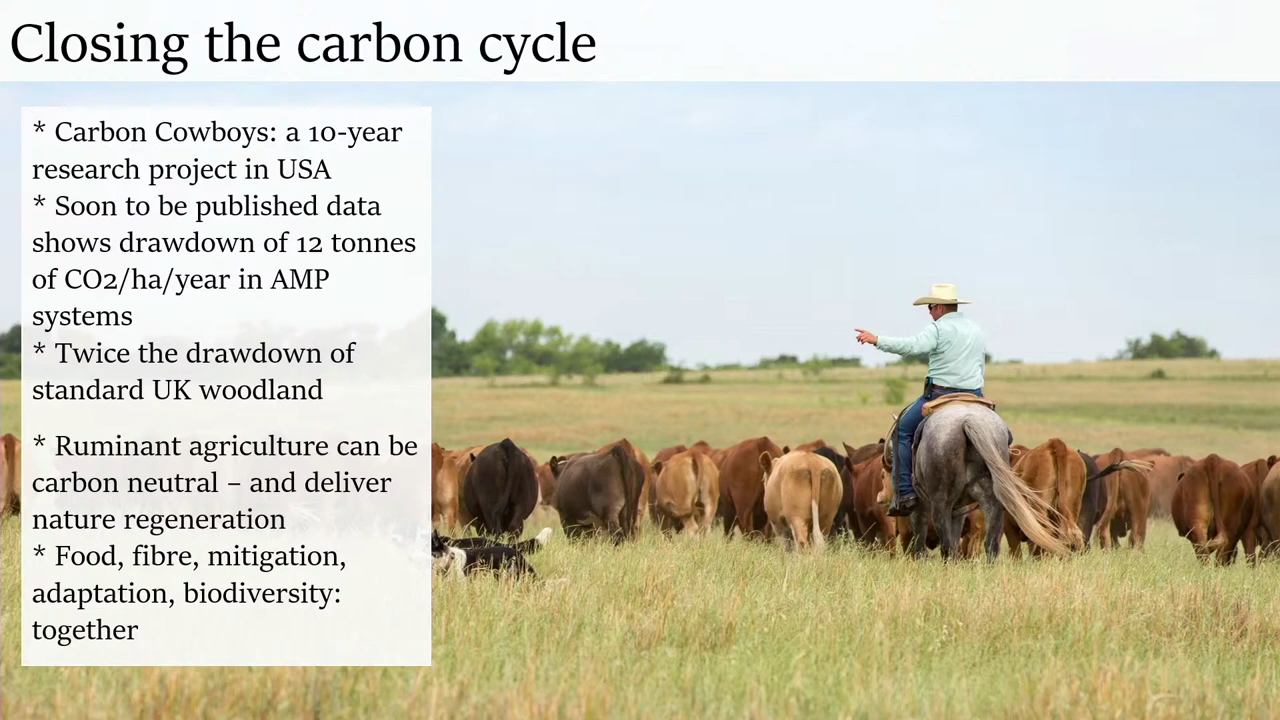 Closing the carbon cycle
* Carbon Cowboys: a 10-year
research project in USA
* Soon to be published data
shows drawdown of 12 tonnes
of CO2/ha/year in AMP
systems
* Twice the drawdown of
standard UK woodland
* Ruminant agriculture can be
carbon neutral – and deliver
nature regeneration
* Food, fibre, mitigation,
adaptation, biodiversity:
together